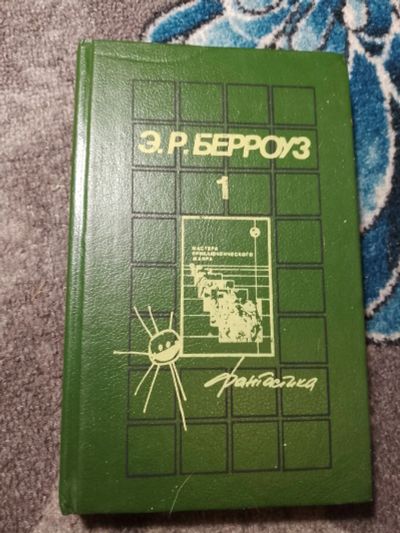 Э. Р. БЕРРОУЗ
1
МАСТЕРА
ПРИКЛЮЧЕНЧЕСКОГО
ЖАНРА
фантастика